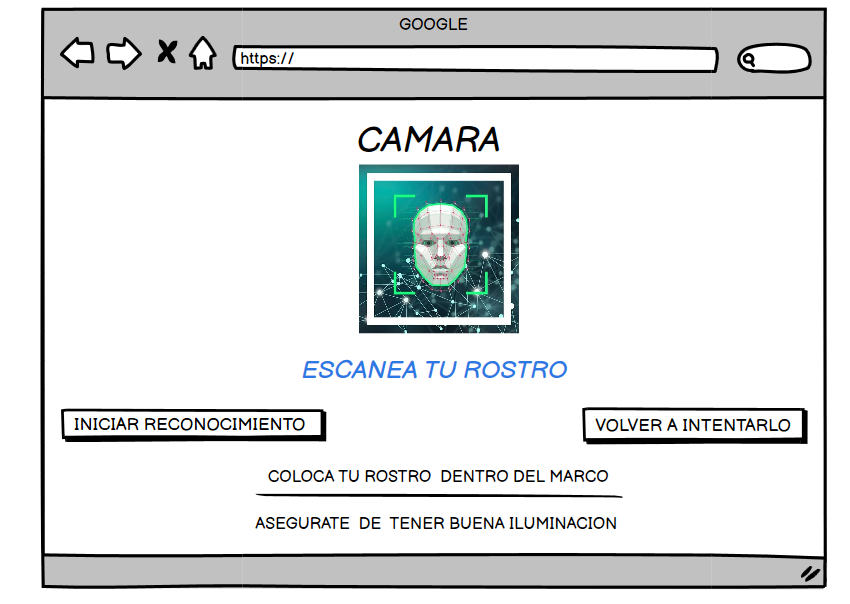 GOOGLE
https://
CAMARA
ESCANEA TU ROSTRO
INICIAR RECONOCIMIENTO
VOLVER A INTENTARLO
COLOCA TU ROSTRO DENTRO DEL MARCO
ASEGURATE DE TENER BUENA ILUMINACION